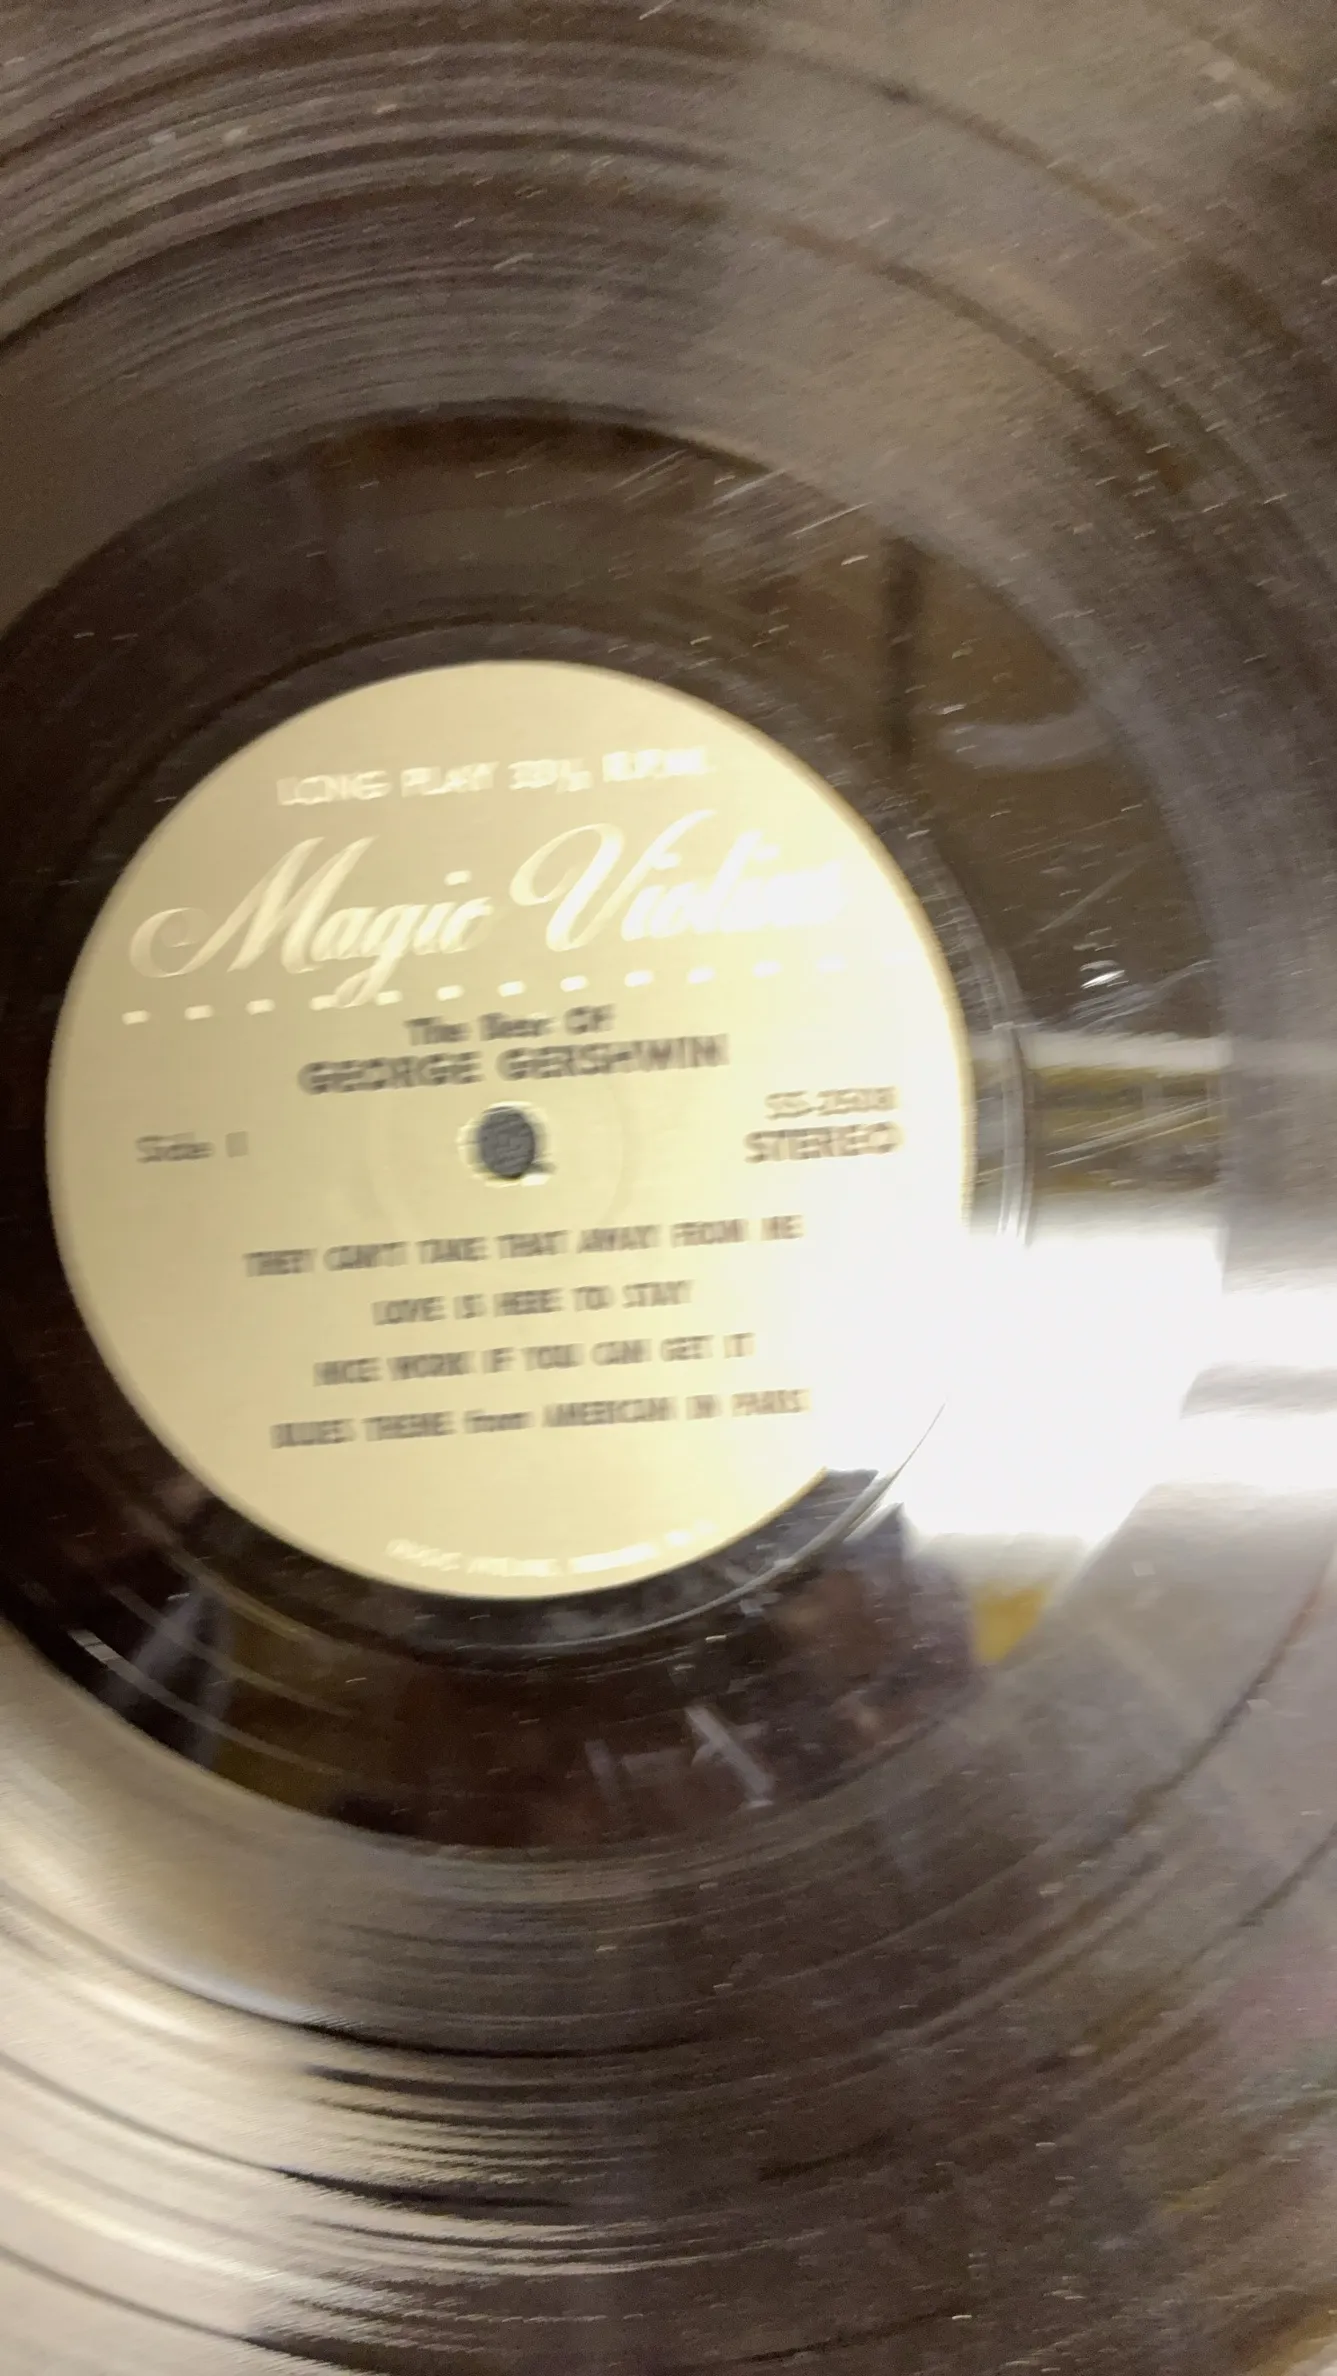 LONG PLAY 33⅓ R.P.M.
Magic Violins
The Best Of
GEORGE GERSHWIN
Side
STEREO
THEY CAN'T TAKE THAT AWAY FROM ME
LOVE IS HERE TO STAY
NICE WORK IF YOU CAN GET IT
BLUES THEME from AMERICAN IN PARIS